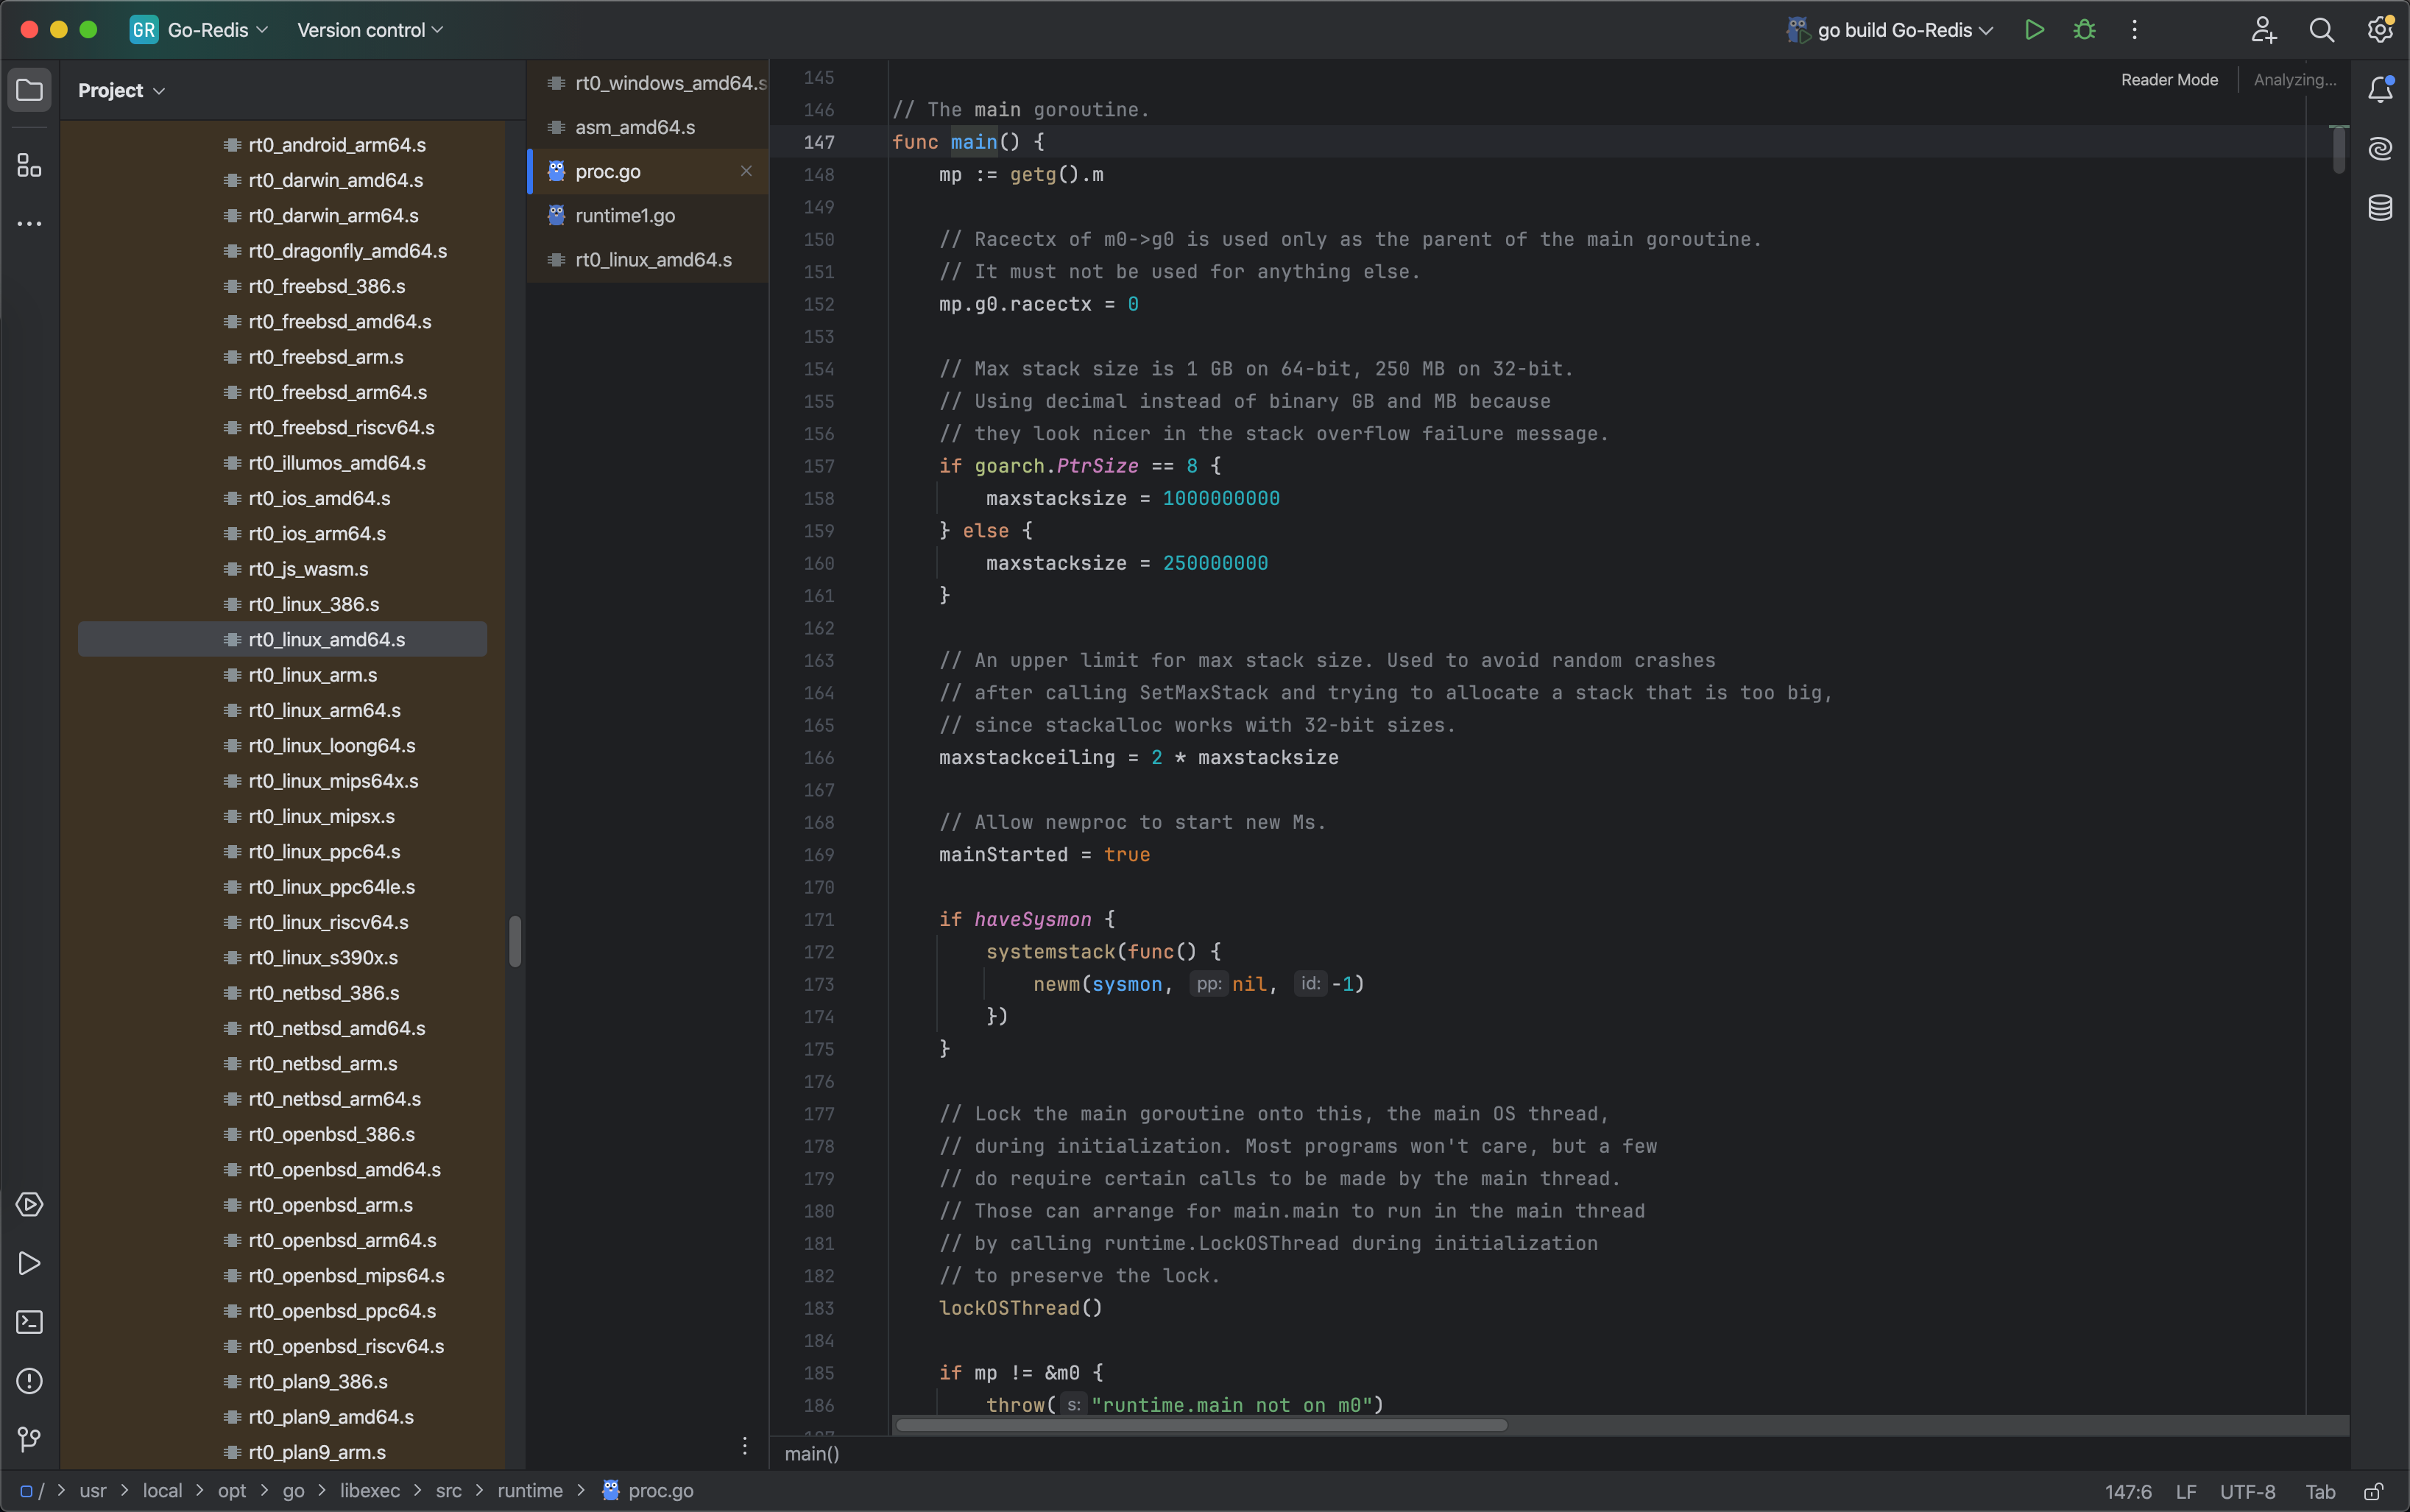 GR Go-Redis Version control go build Go-Redis
Project
rt0_android_arm64.s
rt0_darwin_amd64.s
rt0_darwin_arm64.s
rt0_dragonfly_amd64.s
rt0_freebsd_386.s
rt0_freebsd_amd64.s
rt0_freebsd_arm.s
rt0_freebsd_arm64.s
rt0_freebsd_riscv64.s
rt0_illumos_amd64.s
rt0_ios_amd64.s
rt0_ios_arm64.s
rt0_js_wasm.s
rt0_linux_386.s
rt0_linux_amd64.s
rt0_linux_arm.s
rt0_linux_arm64.s
rt0_linux_loong64.s
rt0_linux_mips64x.s
rt0_linux_mipsx.s
rt0_linux_ppc64.s
rt0_linux_ppc64le.s
rt0_linux_riscv64.s
rt0_linux_s390x.s
rt0_netbsd_386.s
rt0_netbsd_amd64.s
rt0_netbsd_arm.s
rt0_netbsd_arm64.s
rt0_openbsd_386.s
rt0_openbsd_amd64.s
rt0_openbsd_arm.s
rt0_openbsd_arm64.s
rt0_openbsd_mips64.s
rt0_openbsd_ppc64.s
rt0_openbsd_riscv64.s
rt0_plan9_386.s
rt0_plan9_amd64.s
rt0_plan9_arm.s
rt0_windows_amd64.s
asm_amd64.s
proc.go
runtime1.go
rt0_linux_amd64.s
Reader Mode Analyzing...
145
146 // The main goroutine.
147 func main() {
148 mp := getg().m
149
150 // Racectx of m0->g0 is used only as the parent of the main goroutine.
151 // It must not be used for anything else.
152 mp.g0.racectx = 0
153
154 // Max stack size is 1 GB on 64-bit, 250 MB on 32-bit.
155 // Using decimal instead of binary GB and MB because
156 // they look nicer in the stack overflow failure message.
157 if goarch.PtrSize == 8 {
158 maxstacksize = 1000000000
159 } else {
160 maxstacksize = 250000000
161 }
162
163 // An upper limit for max stack size. Used to avoid random crashes
164 // after calling SetMaxStack and trying to allocate a stack that is too big,
165 // since stackalloc works with 32-bit sizes.
166 maxstackceiling = 2 * maxstacksize
167
168 // Allow newproc to start new Ms.
169 mainStarted = true
170
171 if haveSysmon {
172 systemstack(func() {
173 newm(sysmon, pp: nil, id: -1)
174 })
175 }
176
177 // Lock the main goroutine onto this, the main OS thread,
178 // during initialization. Most programs won't care, but a few
179 // do require certain calls to be made by the main thread.
180 // Those can arrange for main.main to run in the main thread
181 // by calling runtime.LockOSThread during initialization
182 // to preserve the lock.
183 lockOSThread()
184
185 if mp != &m0 {
186 throw( s: "runtime.main not on m0")
main()
/ > usr > local > opt > go > libexec > src > runtime > proc.go
147:6 LF UTF-8 Tab